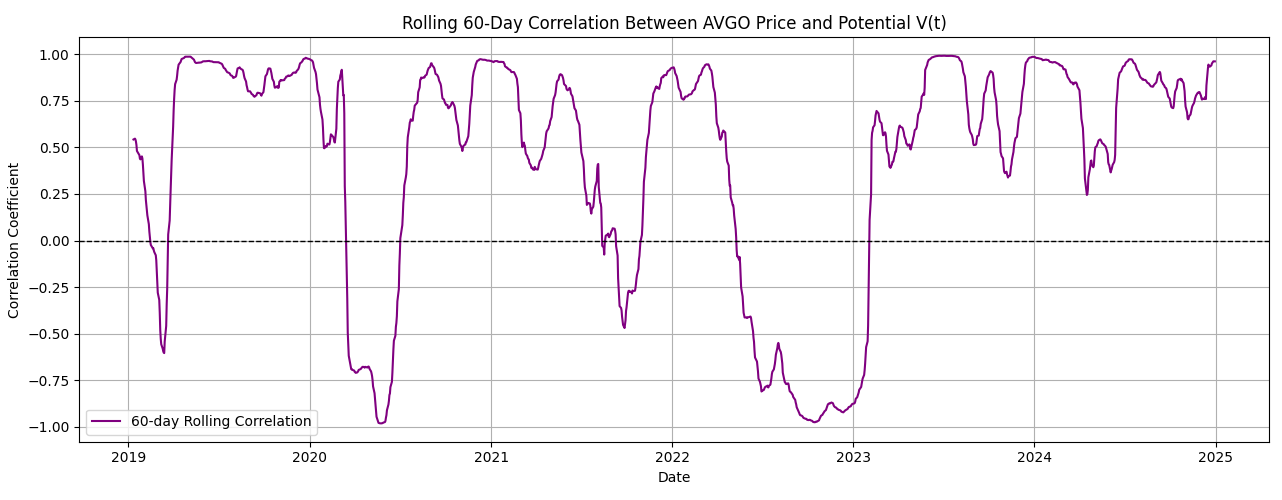 Rolling 60-Day Correlation Between AVGO Price and Potential V(t)
Correlation Coefficient
1.00
0.75
0.50
0.25
0.00
−0.25
−0.50
−0.75
−1.00
60-day Rolling Correlation
2019 2020 2021 2022 2023 2024 2025
Date